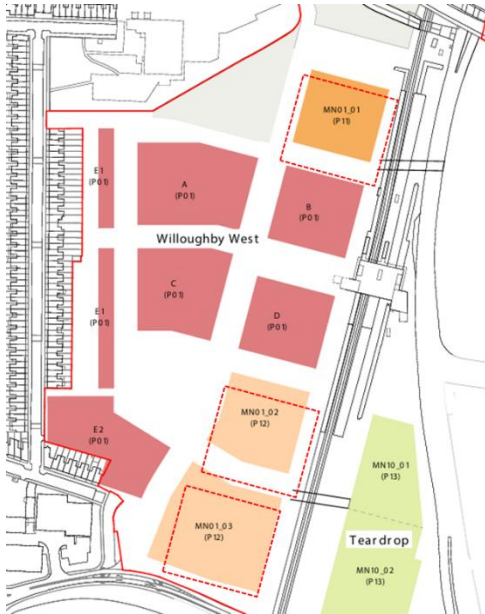 MN01_01
(P11)
E1
(P01)
A
(P01)
B
(P01)
Willoughby West
C
(P01)
E1
(P01)
D
(P01)
E2
(P01)
MN01_02
(P12)
MN10_01
(P13)
MN01_03
(P12)
Teardrop
MN10_02
(P13)